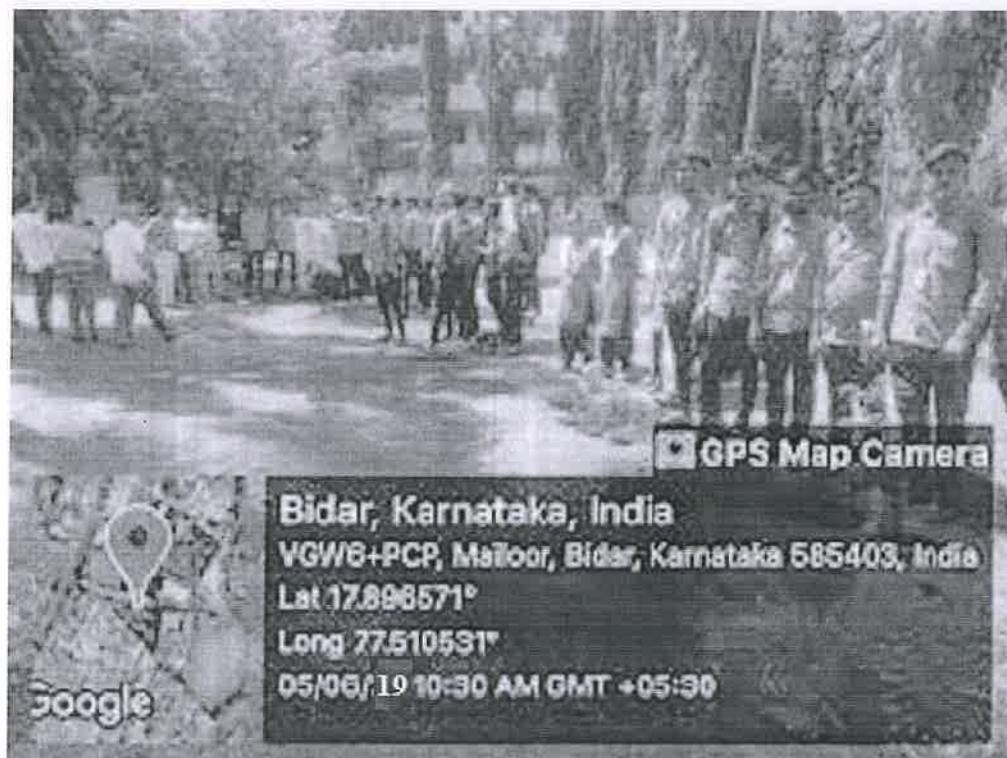 GPS Map Camera
Bidar, Karnataka, India
VGW6+PCP, Mailoor, Bidar, Karnataka 585403, India
Lat 17.896571°
Long 77.510531°
05/06/ 19 10:30 AM GMT +05:30
Google